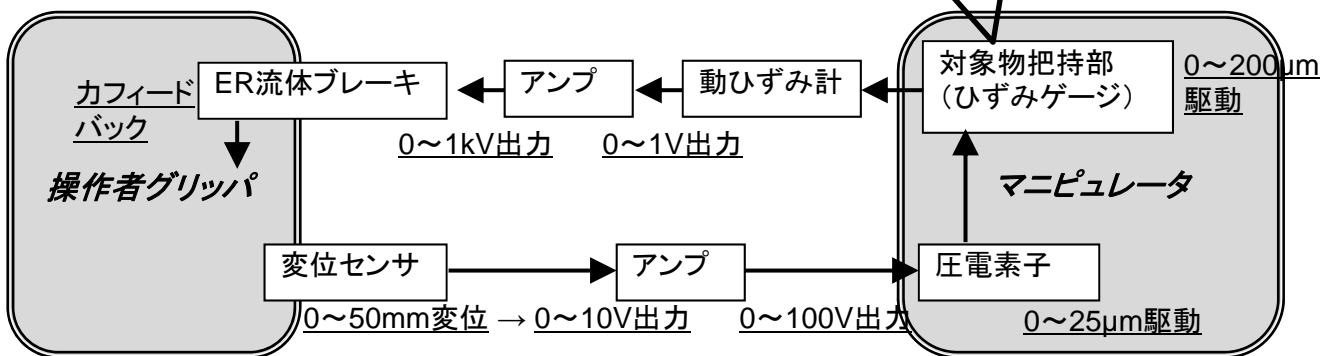 ER流体ブレーキ
アンプ
動ひずみ計
対象物把持部
（ひずみゲージ）
0～200μm
駆動
力フィード
バック
0～1kV出力
0～1V出力
操作者グリッパ
マニピュレータ
変位センサ
アンプ
圧電素子
0～50mm変位 → 0～10V出力
0～100V出力
0～25μm駆動